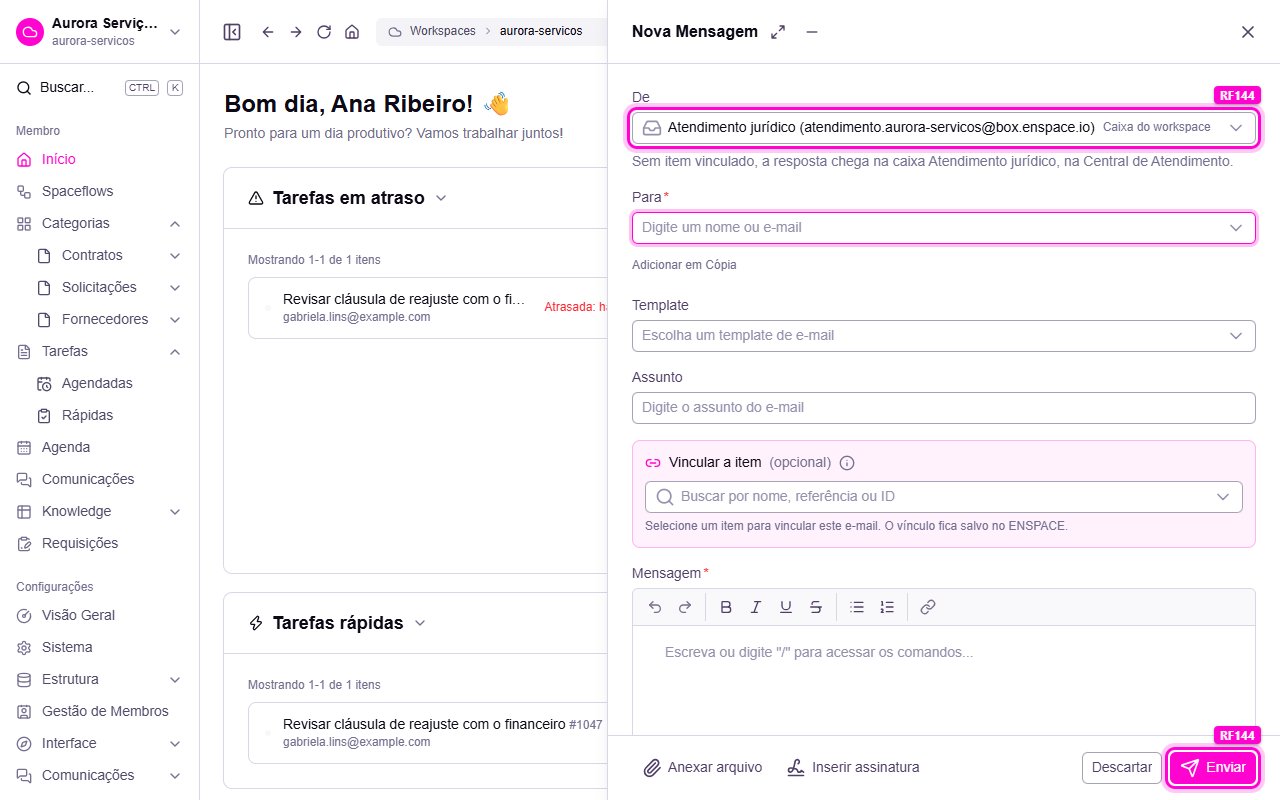 Aurora Serviç...
aurora-servicos
Buscar... CTRL K
Membro
Início
Spaceflows
Categorias
Contratos
Solicitações
Fornecedores
Tarefas
Agendadas
Rápidas
Agenda
Comunicações
Knowledge
Requisições
Configurações
Visão Geral
Sistema
Estrutura
Gestão de Membros
Interface
Comunicações
Workspaces > aurora-servicos
Bom dia, Ana Ribeiro! 👋
Pronto para um dia produtivo? Vamos trabalhar juntos!
Tarefas em atraso
Mostrando 1-1 de 1 itens
Revisar cláusula de reajuste com o fi... Atrasada: há
gabriela.lins@example.com
Tarefas rápidas
Mostrando 1-1 de 1 itens
Revisar cláusula de reajuste com o financeiro #1047
gabriela.lins@example.com
Nova Mensagem
De
RF144
Atendimento jurídico (atendimento.aurora-servicos@box.enspace.io) Caixa do workspace
Sem item vinculado, a resposta chega na caixa Atendimento jurídico, na Central de Atendimento.
Para*
Digite um nome ou e-mail
Adicionar em Cópia
Template
Escolha um template de e-mail
Assunto
Digite o assunto do e-mail
Vincular a item (opcional)
Buscar por nome, referência ou ID
Selecione um item para vincular este e-mail. O vínculo fica salvo no ENSPACE.
Mensagem*
Escreva ou digite "/" para acessar os comandos...
RF144
Anexar arquivo Inserir assinatura Descartar Enviar